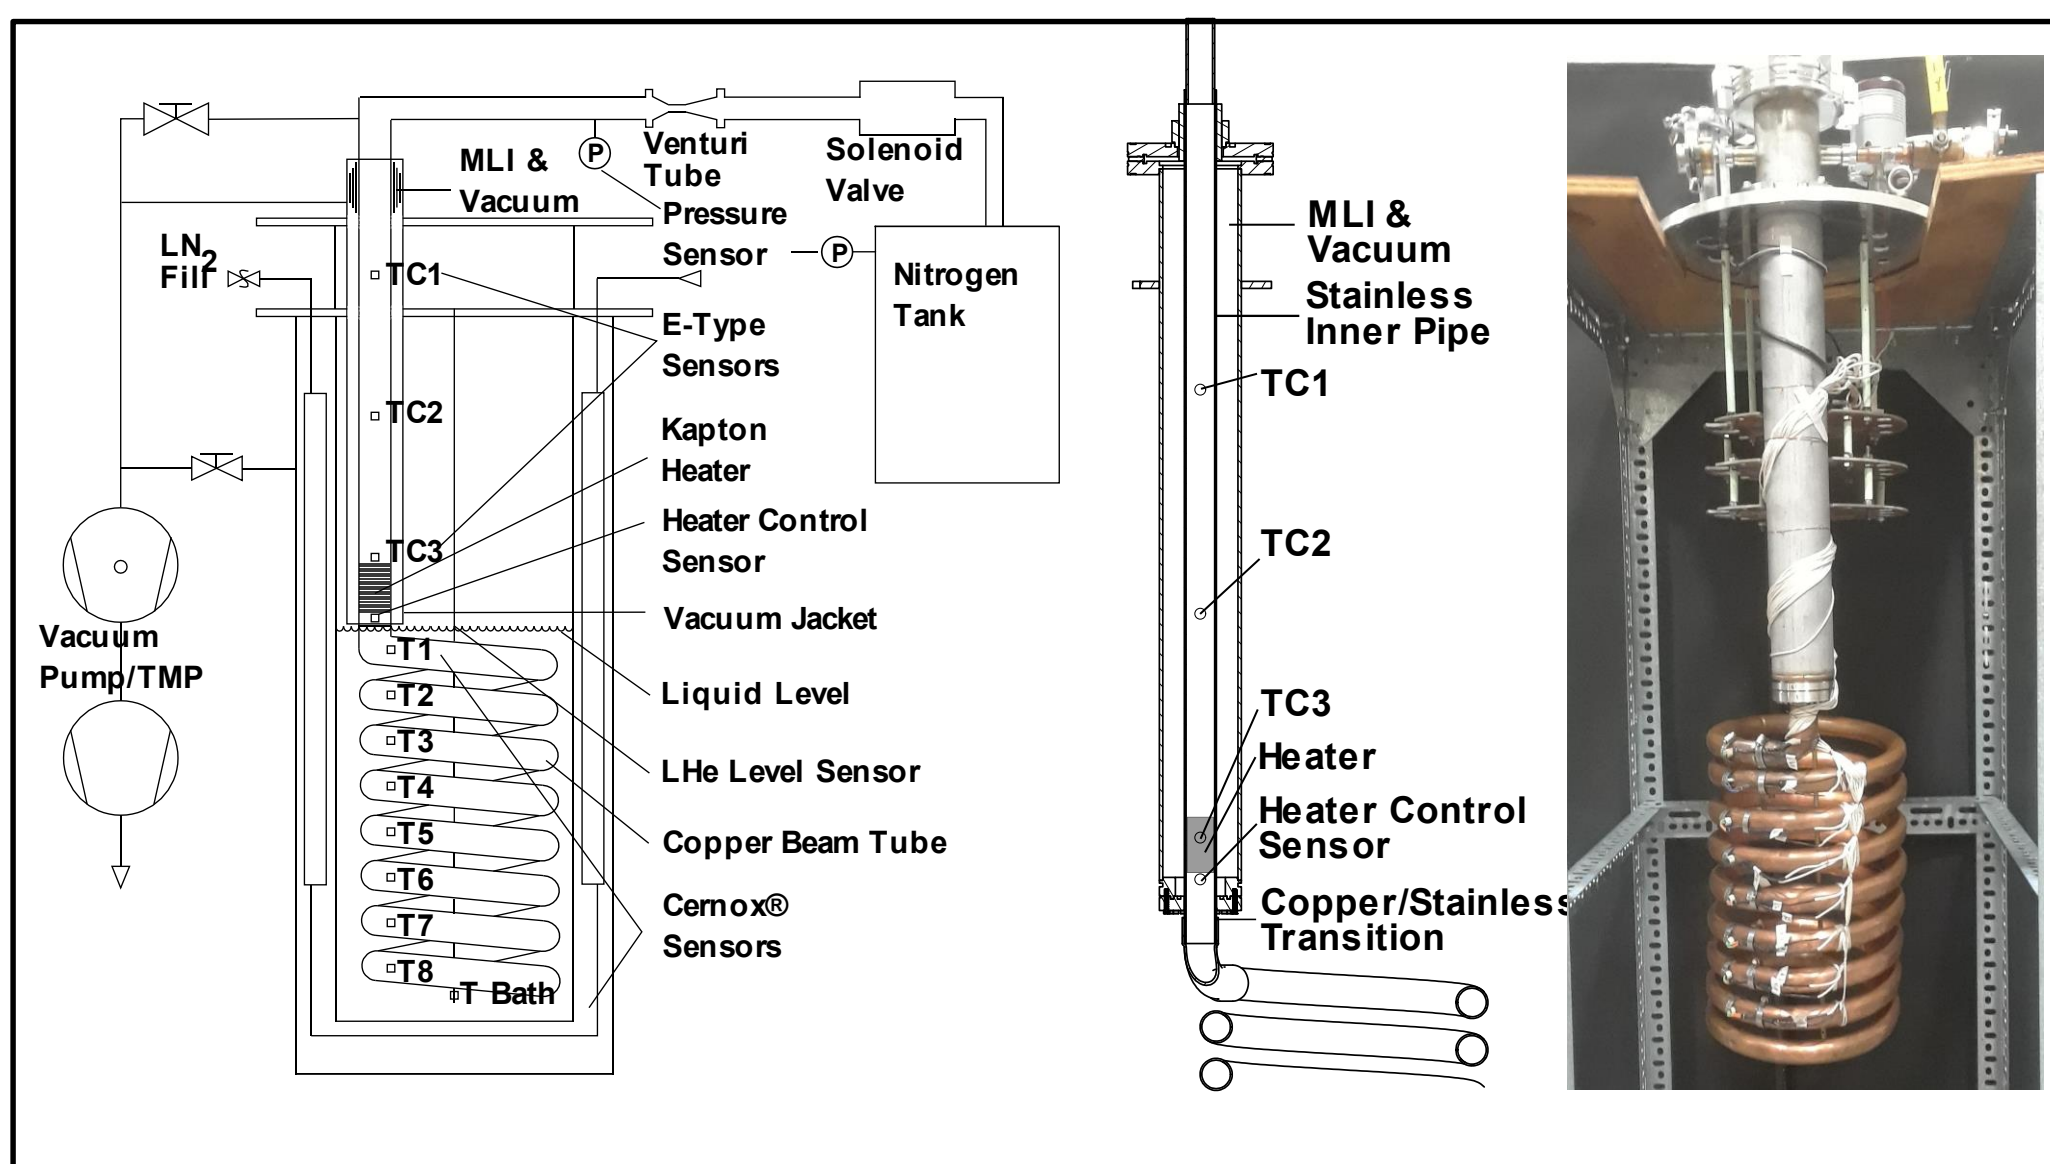 MLI &
Vacuum
P
Venturi
Tube
Solenoid
Valve
Pressure
Sensor
P
LN2
Fill
TC1
Nitrogen
Tank
E-Type
Sensors
TC2
Kapton
Heater
Heater Control
Sensor
TC3
Vacuum Jacket
Vacuum
Pump/TMP
T1
T2
Liquid Level
T3
LHe Level Sensor
T4
T5
Copper Beam Tube
T6
Cernox®
Sensors
T7
T8
T Bath
MLI &
Vacuum
Stainless
Inner Pipe
TC1
TC2
TC3
Heater
Heater Control
Sensor
Copper/Stainless
Transition